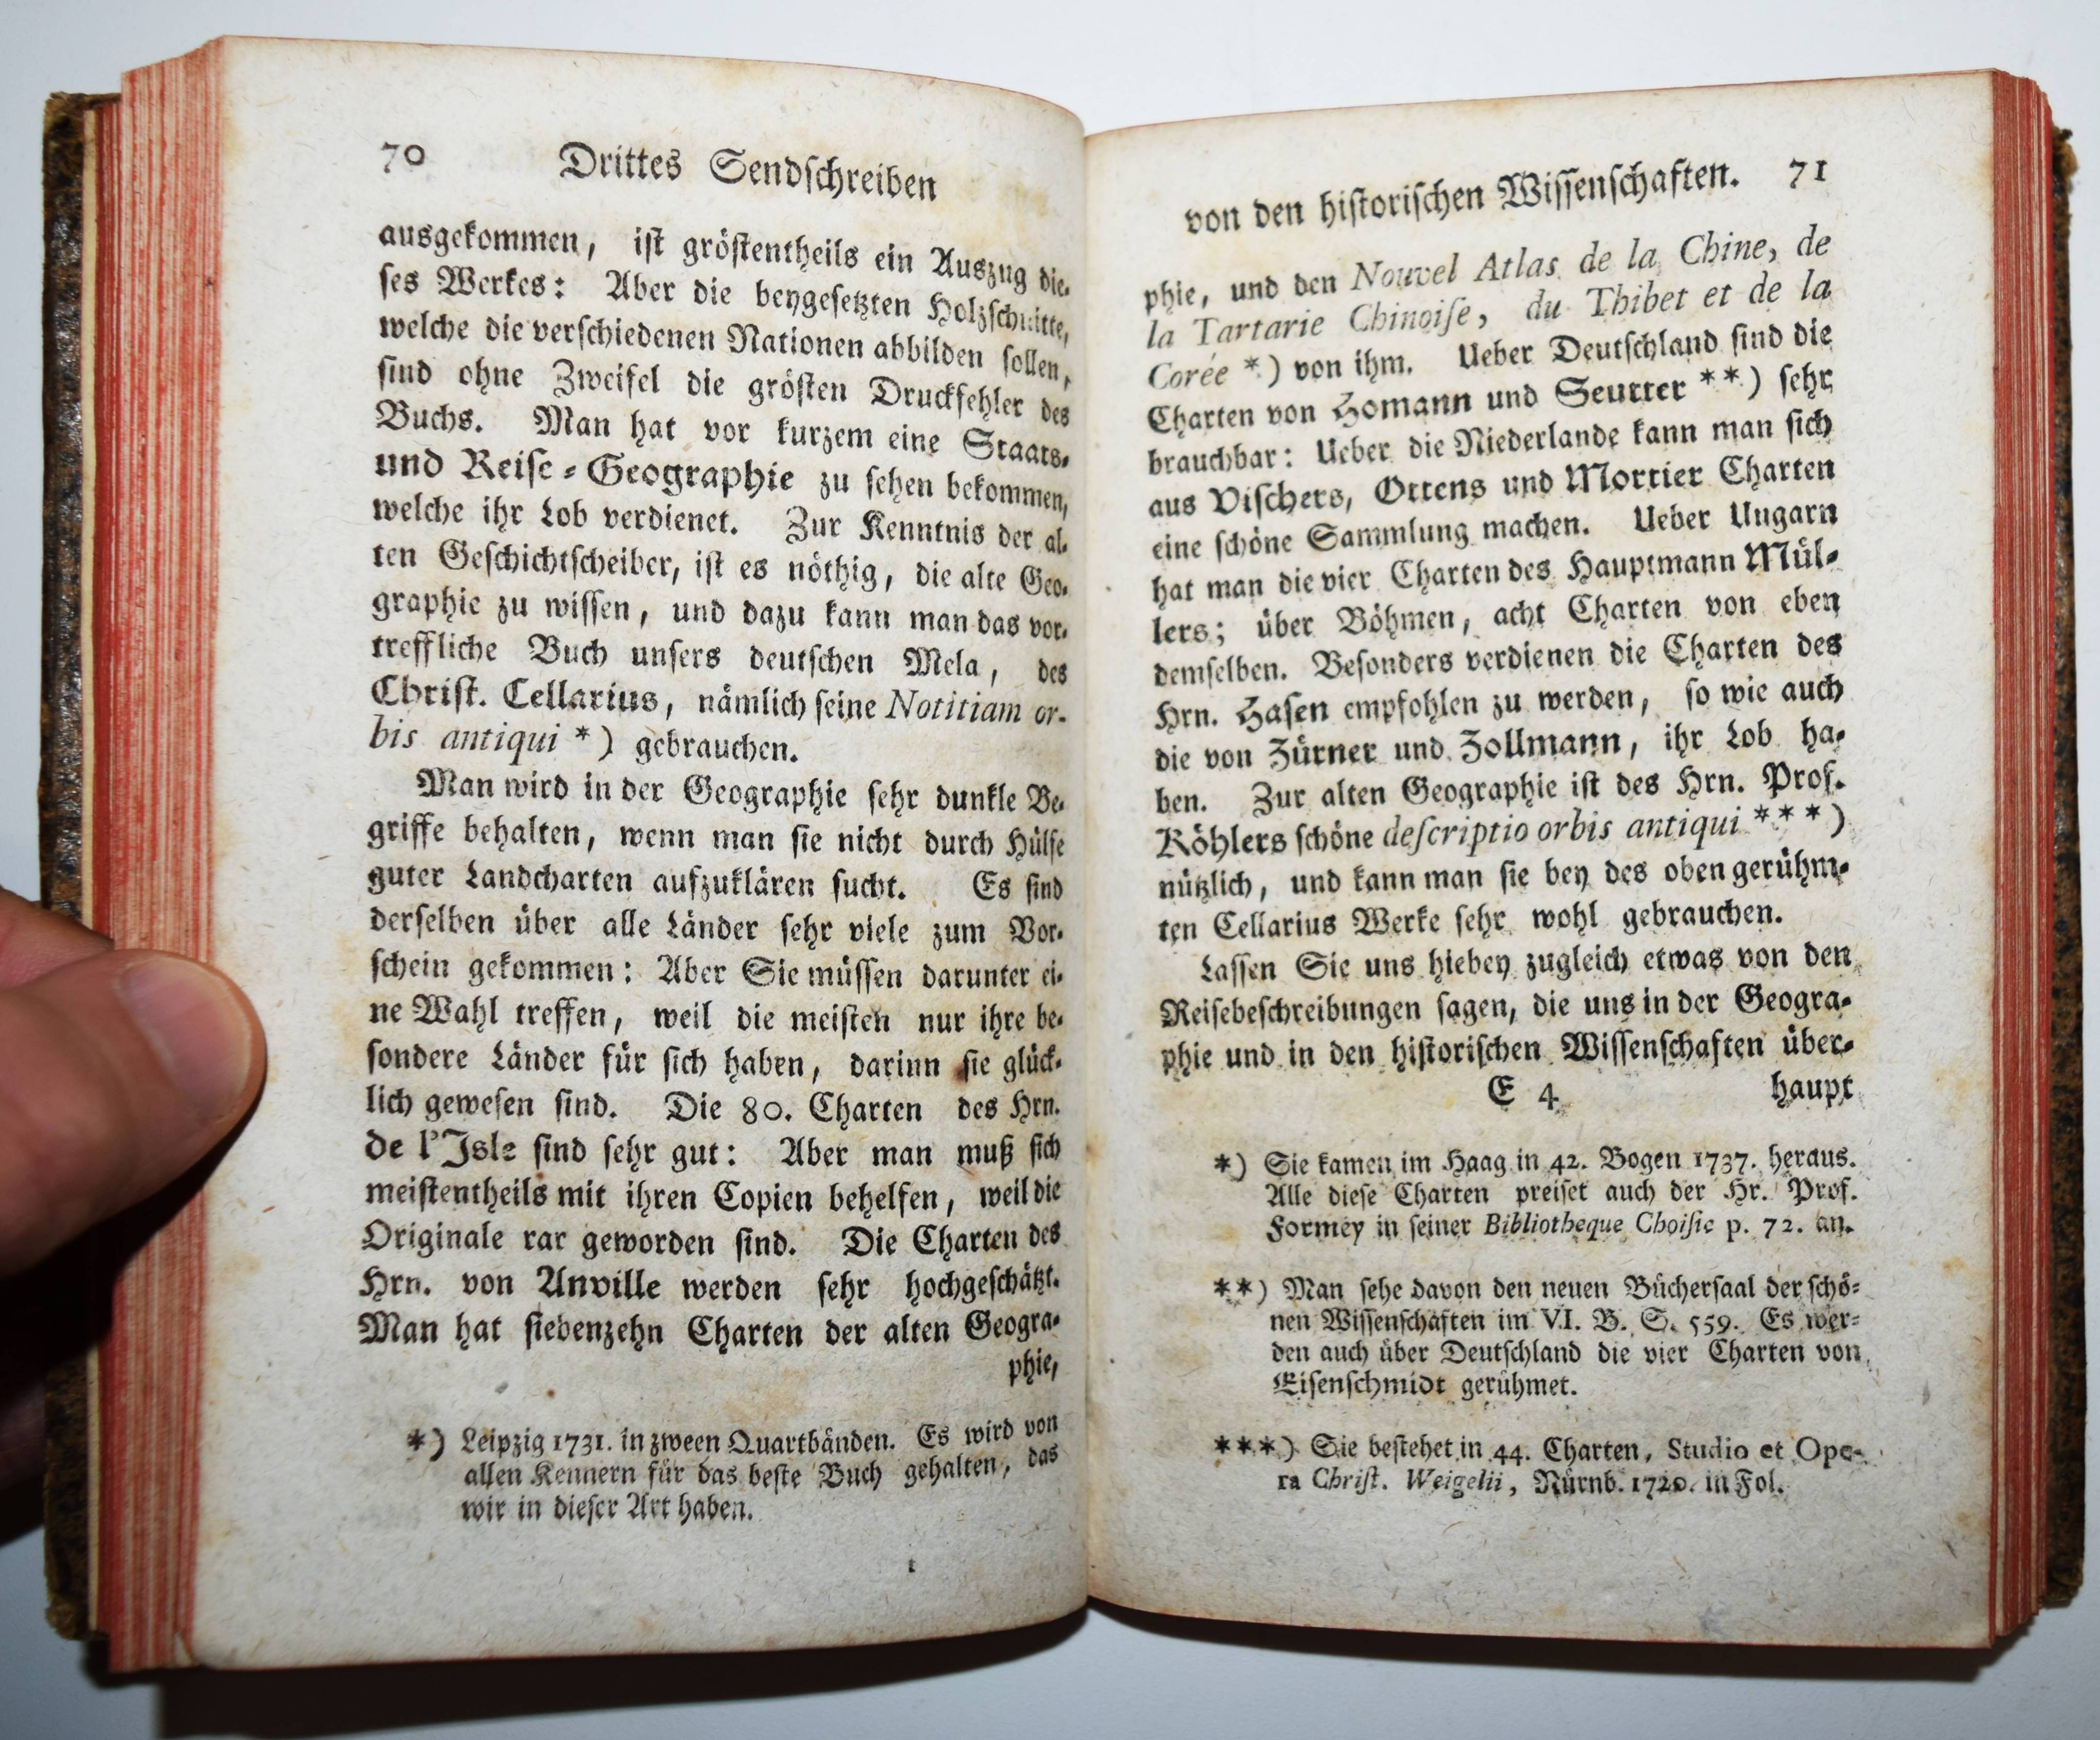 70 Drittes Sendſchreiben
ausgekommen, iſt gröſtentheils ein Auszug die-
ſes Werkes: Aber die beygeſetzten Holzſchnitte,
welche die verſchiedenen Nationen abbilden ſollen,
ſind ohne Zweifel die gröſten Druckfehler des
Buchs. Man hat vor kurzem eine Staats-
und Reiſe-Geographie zu ſehen bekommen,
welche ihr Lob verdienet. Zur Kenntnis der al-
ten Geſchichtſcheiber, iſt es nöthig, die alte Geo-
graphie zu wiſſen, und dazu kann man das vor-
treffliche Buch unſers deutſchen Mela, des
Chriſt. Cellarius, nämlich ſeine Notitiam or-
bis antiqui *) gebrauchen.
Man wird in der Geographie ſehr dunkle Be-
griffe behalten, wenn man ſie nicht durch Hülfe
guter Landcharten aufzuklären ſucht. Es ſind
derſelben über alle Länder ſehr viele zum Vor-
ſchein gekommen: Aber Sie müſſen darunter ei-
ne Wahl treffen, weil die meiſten nur ihre be-
ſondere Länder für ſich haben, darinn ſie glück-
lich geweſen ſind. Die 80. Charten des Hrn.
de l'Isle ſind ſehr gut: Aber man muß ſich
meiſtentheils mit ihren Copien behelfen, weil die
Originale rar geworden ſind. Die Charten des
Hrn. von Anville werden ſehr hochgeſchätzt.
Man hat ſiebenzehn Charten der alten Geogra-
phie,
*) Leipzig 1731. in zween Quartbänden. Es wird von
allen Kennern für das beſte Buch gehalten, das
wir in dieſer Art haben.
von den hiſtoriſchen Wiſſenſchaften. 71
phie, und den Nouvel Atlas de la Chine, de
la Tartarie Chinoiſe, du Thibet et de la
Corée *) von ihm. Ueber Deutſchland ſind die
Charten von Homann und Seutter **) ſehr
brauchbar: Ueber die Niederlande kann man ſich
aus Viſchers, Ottens und Mortier Charten
eine ſchöne Sammlung machen. Ueber Ungarn
hat man die vier Charten des Hauptmann Mül-
lers; über Böhmen, acht Charten von eben
demſelben. Beſonders verdienen die Charten des
Hrn. Haſen empfohlen zu werden, ſo wie auch
die von Zürner und Zollmann, ihr Lob ha-
ben. Zur alten Geographie iſt des Hrn. Prof.
Köhlers ſchöne deſcriptio orbis antiqui ***)
nützlich, und kann man ſie bey des oben gerühm-
ten Cellarius Werke ſehr wohl gebrauchen.
Laſſen Sie uns hiebey zugleich etwas von den
Reiſebeſchreibungen ſagen, die uns in der Geogra-
phie und in den hiſtoriſchen Wiſſenſchaften über-
E 4 haupt
*) Sie kamen im Haag in 42. Bogen 1737. heraus.
Alle dieſe Charten preiſet auch der Hr. Prof.
Formey in ſeiner Bibliotheque Choiſie p. 72. an.
**) Man ſehe davon den neuen Bücherſaal der ſchö-
nen Wiſſenſchaften im VI. B. S. 559. Es wer-
den auch über Deutſchland die vier Charten von
Eiſenſchmidt gerühmet.
***) Sie beſtehet in 44. Charten, Studio et Ope-
ra Chriſt. Weigelii, Nürnb. 1720. in Fol.